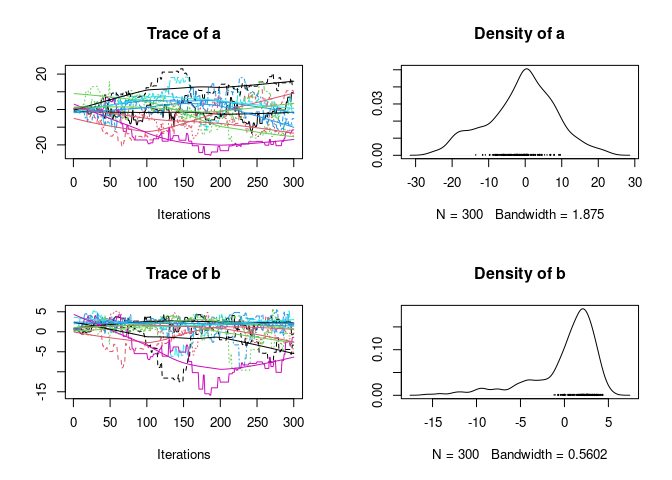 Trace of a
20
0
-20
0 50 100 150 200 250 300
Iterations
Density of a
0.03
0.00
-30 -20 -10 0 10 20 30
N = 300 Bandwidth = 1.875
Trace of b
5
0
-5
-15
0 50 100 150 200 250 300
Iterations
Density of b
0.10
0.00
-15 -10 -5 0 5
N = 300 Bandwidth = 0.5602